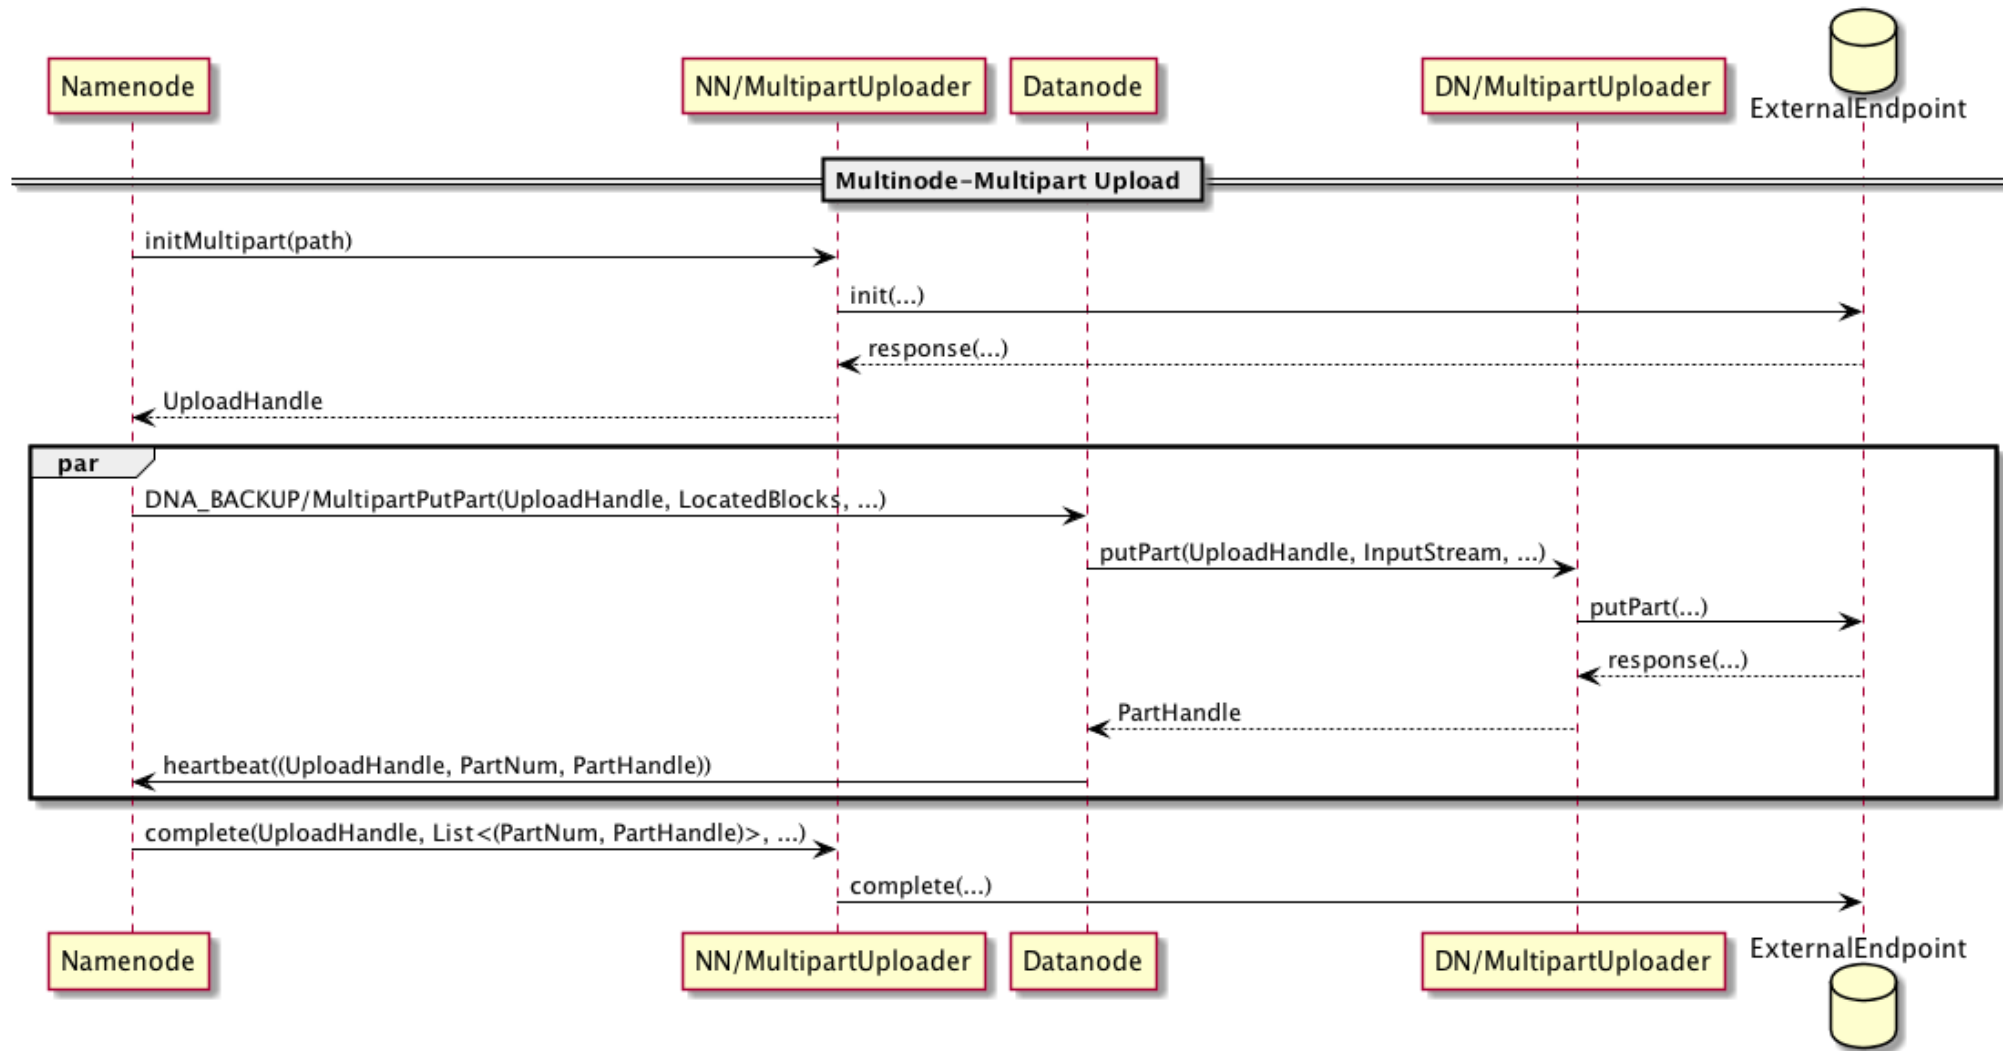 Namenode
NN/MultipartUploader
Datanode
DN/MultipartUploader
ExternalEndpoint
Multinode-Multipart Upload
initMultipart(path)
init(...)
response(...)
UploadHandle
par
DNA_BACKUP/MultipartPutPart(UploadHandle, LocatedBlocks, ...)
putPart(UploadHandle, InputStream, ...)
putPart(...)
response(...)
PartHandle
heartbeat((UploadHandle, PartNum, PartHandle))
complete(UploadHandle, List<(PartNum, PartHandle)>, ...)
complete(...)
Namenode
NN/MultipartUploader
Datanode
DN/MultipartUploader
ExternalEndpoint